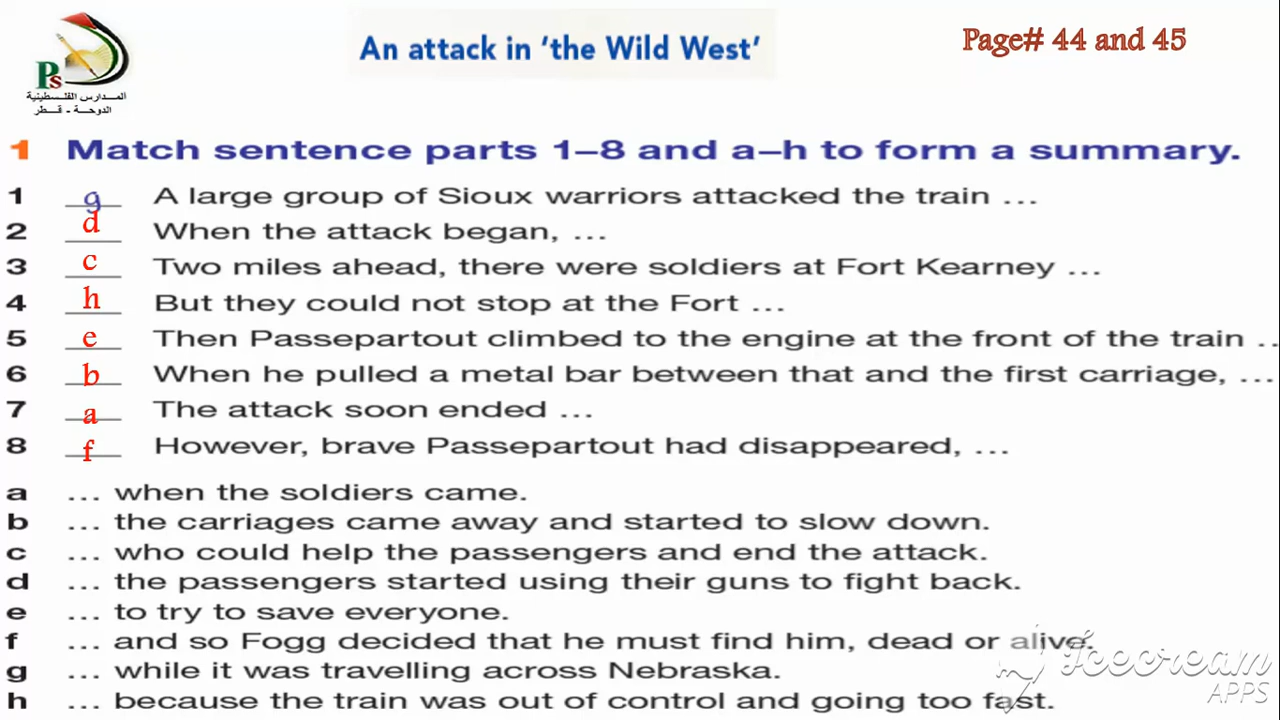 An attack in ‘the Wild West’
Page# 44 and 45
Ps
المدارس الفلسطينية
الدوحة - قطر
1 Match sentence parts 1–8 and a–h to form a summary.
1 g A large group of Sioux warriors attacked the train ...
2 d When the attack began, ...
3 c Two miles ahead, there were soldiers at Fort Kearney ...
4 h But they could not stop at the Fort ...
5 e Then Passepartout climbed to the engine at the front of the train ..
6 b When he pulled a metal bar between that and the first carriage, ...
7 a The attack soon ended ...
8 f However, brave Passepartout had disappeared, ...
a ... when the soldiers came.
b ... the carriages came away and started to slow down.
c ... who could help the passengers and end the attack.
d ... the passengers started using their guns to fight back.
e ... to try to save everyone.
f ... and so Fogg decided that he must find him, dead or alive.
g ... while it was travelling across Nebraska.
h ... because the train was out of control and going too fast.
Icecream
APPS